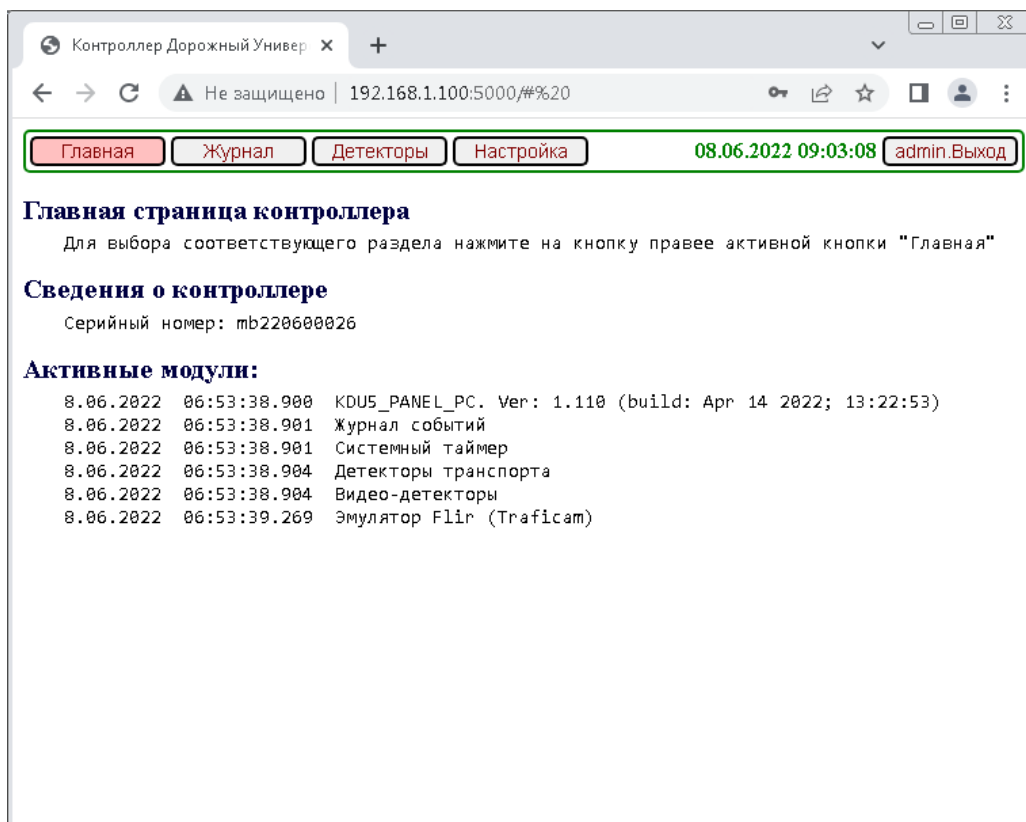 Контроллер Дорожный Универ
Не защищено 192.168.1.100:5000/#%20
Главная Журнал Детекторы Настройка 08.06.2022 09:03:08 admin.Выход
Главная страница контроллера
Для выбора соответствующего раздела нажмите на кнопку правее активной кнопки "Главная"
Сведения о контроллере
Серийный номер: mb220600026
Активные модули:
8.06.2022 06:53:38.900 KDU5_PANEL_PC. Ver: 1.110 (build: Apr 14 2022; 13:22:53)
8.06.2022 06:53:38.901 Журнал событий
8.06.2022 06:53:38.901 Системный таймер
8.06.2022 06:53:38.904 Детекторы транспорта
8.06.2022 06:53:38.904 Видео-детекторы
8.06.2022 06:53:39.269 Эмулятор Flir (Traficam)